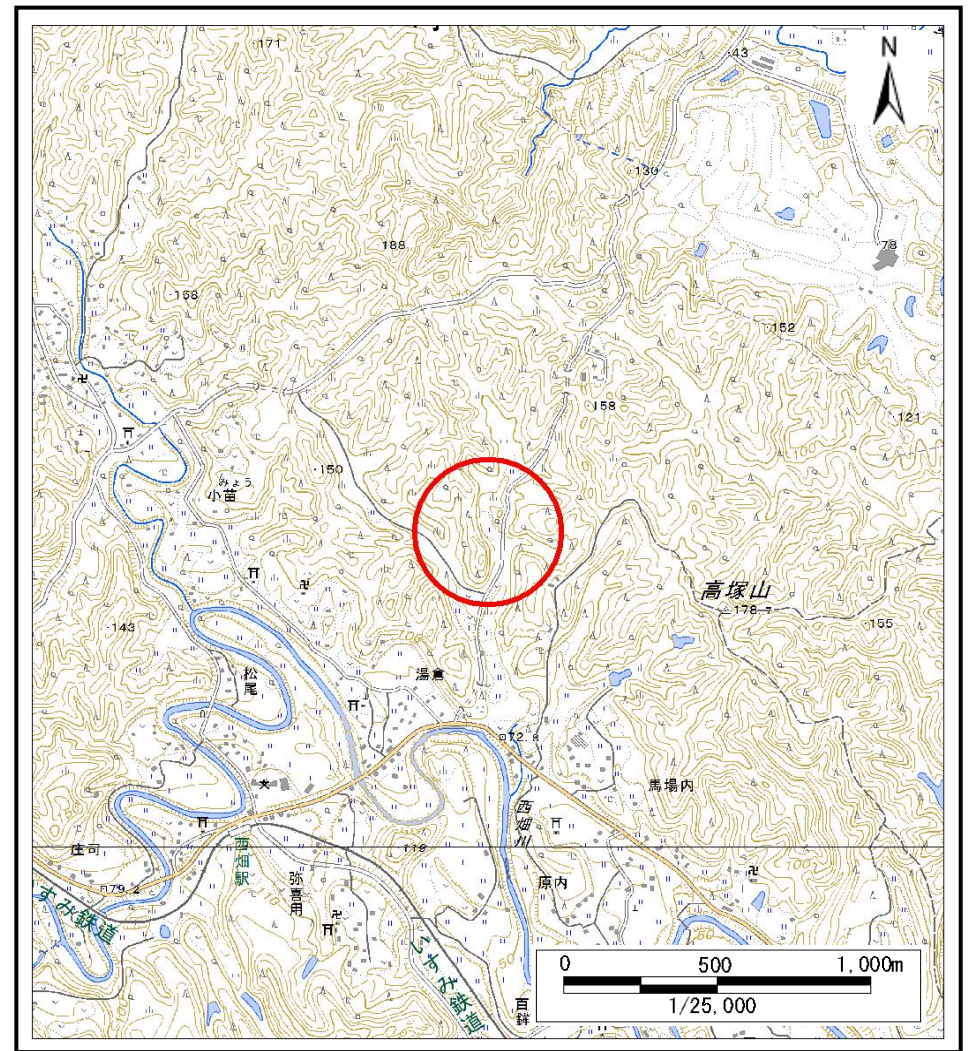 N
171
43
130
188
78
158
152
158
121
150
みょう
小苗
高塚山
178.7
143
155
松尾
湯倉
72.8
馬場内
西畑川
119
庄司
西畑駅
79.2
弥喜用
原内
いすみ鉄道
いすみ鉄道
百鉾
0 500 1,000m
1/25,000